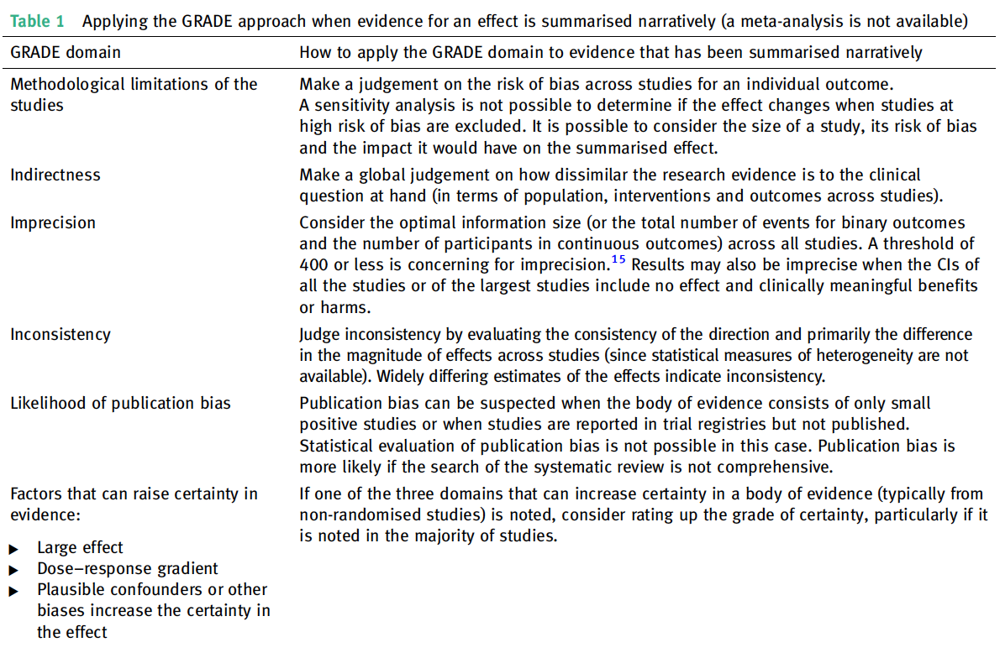 Table 1 Applying the GRADE approach when evidence for an effect is summarised narratively (a meta-analysis is not available)
GRADE domain How to apply the GRADE domain to evidence that has been summarised narratively
Methodological limitations of the studies
Make a judgement on the risk of bias across studies for an individual outcome.
A sensitivity analysis is not possible to determine if the effect changes when studies at
high risk of bias are excluded. It is possible to consider the size of a study, its risk of bias
and the impact it would have on the summarised effect.
Indirectness
Make a global judgement on how dissimilar the research evidence is to the clinical
question at hand (in terms of population, interventions and outcomes across studies).
Imprecision
Consider the optimal information size (or the total number of events for binary outcomes
and the number of participants in continuous outcomes) across all studies. A threshold of
400 or less is concerning for imprecision.15 Results may also be imprecise when the CIs of
all the studies or of the largest studies include no effect and clinically meaningful benefits
or harms.
Inconsistency
Judge inconsistency by evaluating the consistency of the direction and primarily the difference
in the magnitude of effects across studies (since statistical measures of heterogeneity are not
available). Widely differing estimates of the effects indicate inconsistency.
Likelihood of publication bias
Publication bias can be suspected when the body of evidence consists of only small
positive studies or when studies are reported in trial registries but not published.
Statistical evaluation of publication bias is not possible in this case. Publication bias is
more likely if the search of the systematic review is not comprehensive.
Factors that can raise certainty in
evidence:
▶ Large effect
▶ Dose–response gradient
▶ Plausible confounders or other
biases increase the certainty in
the effect
If one of the three domains that can increase certainty in a body of evidence (typically from
non-randomised studies) is noted, consider rating up the grade of certainty, particularly if it
is noted in the majority of studies.